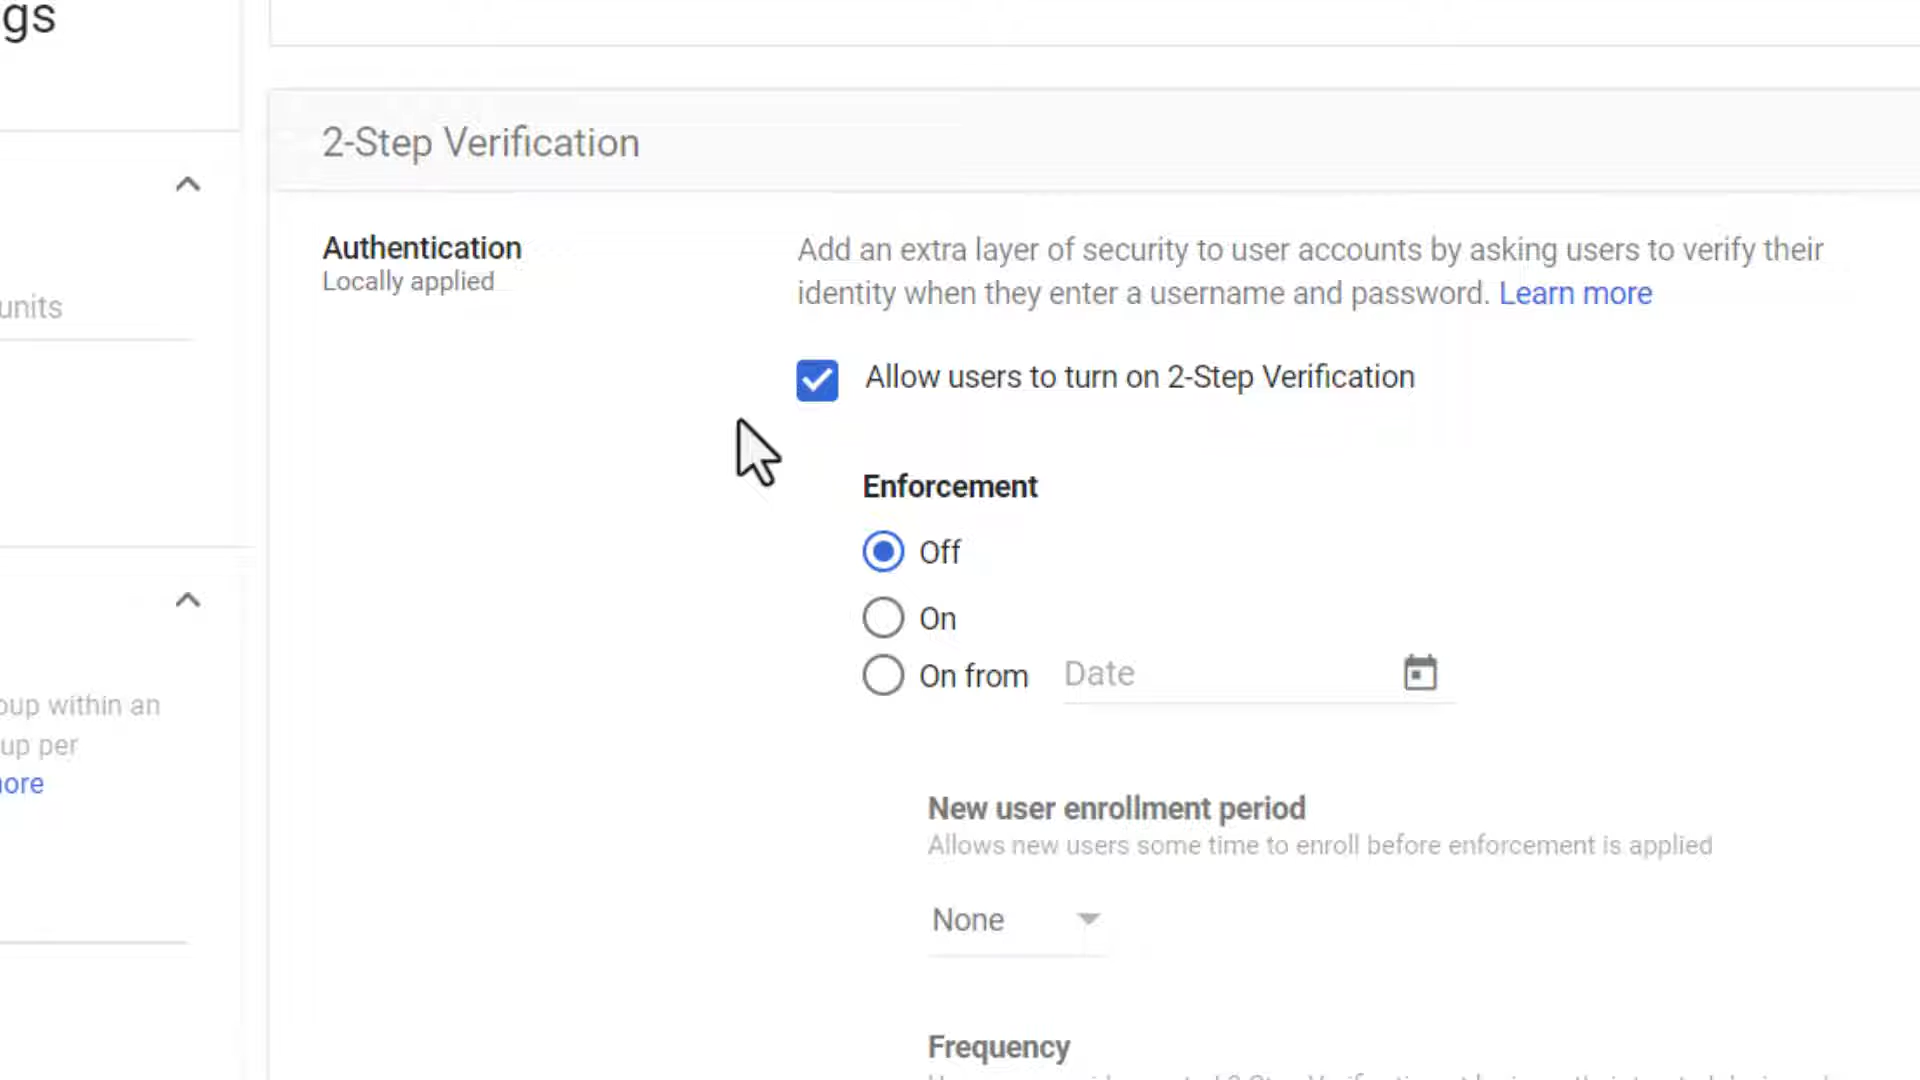 gs
2-Step Verification
Authentication
Locally applied
Add an extra layer of security to user accounts by asking users to verify their
identity when they enter a username and password. Learn more
units
Allow users to turn on 2-Step Verification
Enforcement
Off
On
On from Date
oup within an
up per
ore
New user enrollment period
Allows new users some time to enroll before enforcement is applied
None
Frequency